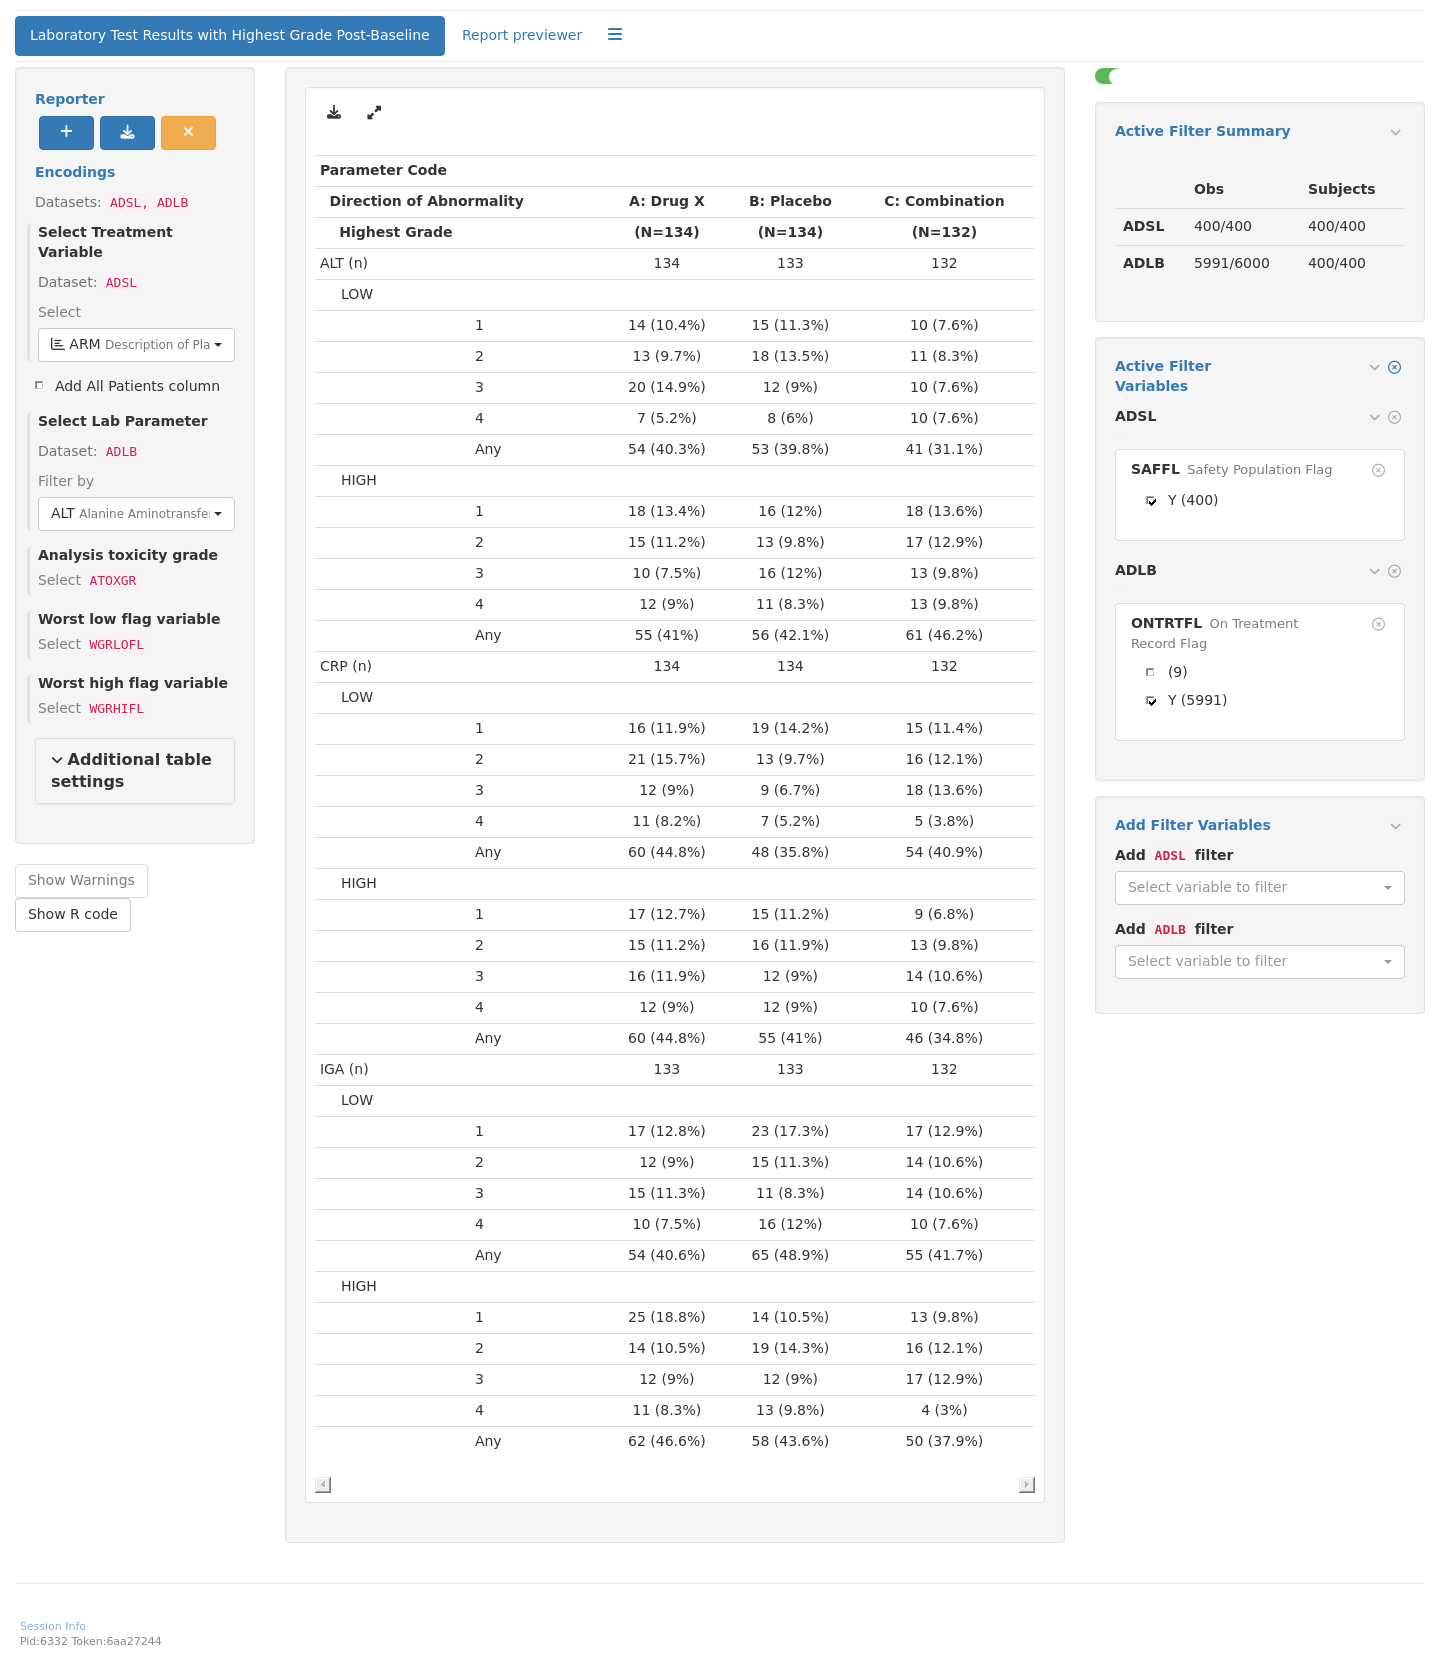 Laboratory Test Results with Highest Grade Post-Baseline
Report previewer
Reporter
Encodings
Datasets: ADSL, ADLB
Select Treatment
Variable
Dataset: ADSL
Select
ARM Description of Pla
Add All Patients column
Select Lab Parameter
Dataset: ADLB
Filter by
ALT Alanine Aminotransfe
Analysis toxicity grade
Select ATOXGR
Worst low flag variable
Select WGRLOFL
Worst high flag variable
Select WGRHIFL
Additional table
settings
Show Warnings
Show R code
Parameter Code
Direction of Abnormality A: Drug X B: Placebo C: Combination
Highest Grade (N=134) (N=134) (N=132)
ALT (n) 134 133 132
LOW
1 14 (10.4%) 15 (11.3%) 10 (7.6%)
2 13 (9.7%) 18 (13.5%) 11 (8.3%)
3 20 (14.9%) 12 (9%) 10 (7.6%)
4 7 (5.2%) 8 (6%) 10 (7.6%)
Any 54 (40.3%) 53 (39.8%) 41 (31.1%)
HIGH
1 18 (13.4%) 16 (12%) 18 (13.6%)
2 15 (11.2%) 13 (9.8%) 17 (12.9%)
3 10 (7.5%) 16 (12%) 13 (9.8%)
4 12 (9%) 11 (8.3%) 13 (9.8%)
Any 55 (41%) 56 (42.1%) 61 (46.2%)
CRP (n) 134 134 132
LOW
1 16 (11.9%) 19 (14.2%) 15 (11.4%)
2 21 (15.7%) 13 (9.7%) 16 (12.1%)
3 12 (9%) 9 (6.7%) 18 (13.6%)
4 11 (8.2%) 7 (5.2%) 5 (3.8%)
Any 60 (44.8%) 48 (35.8%) 54 (40.9%)
HIGH
1 17 (12.7%) 15 (11.2%) 9 (6.8%)
2 15 (11.2%) 16 (11.9%) 13 (9.8%)
3 16 (11.9%) 12 (9%) 14 (10.6%)
4 12 (9%) 12 (9%) 10 (7.6%)
Any 60 (44.8%) 55 (41%) 46 (34.8%)
IGA (n) 133 133 132
LOW
1 17 (12.8%) 23 (17.3%) 17 (12.9%)
2 12 (9%) 15 (11.3%) 14 (10.6%)
3 15 (11.3%) 11 (8.3%) 14 (10.6%)
4 10 (7.5%) 16 (12%) 10 (7.6%)
Any 54 (40.6%) 65 (48.9%) 55 (41.7%)
HIGH
1 25 (18.8%) 14 (10.5%) 13 (9.8%)
2 14 (10.5%) 19 (14.3%) 16 (12.1%)
3 12 (9%) 12 (9%) 17 (12.9%)
4 11 (8.3%) 13 (9.8%) 4 (3%)
Any 62 (46.6%) 58 (43.6%) 50 (37.9%)
Active Filter Summary
Obs Subjects
ADSL 400/400 400/400
ADLB 5991/6000 400/400
Active Filter
Variables
ADSL
SAFFL Safety Population Flag
Y (400)
ADLB
ONTRTFL On Treatment
Record Flag
(9)
Y (5991)
Add Filter Variables
Add ADSL filter
Select variable to filter
Add ADLB filter
Select variable to filter
Session Info
Pid:6332 Token:6aa27244